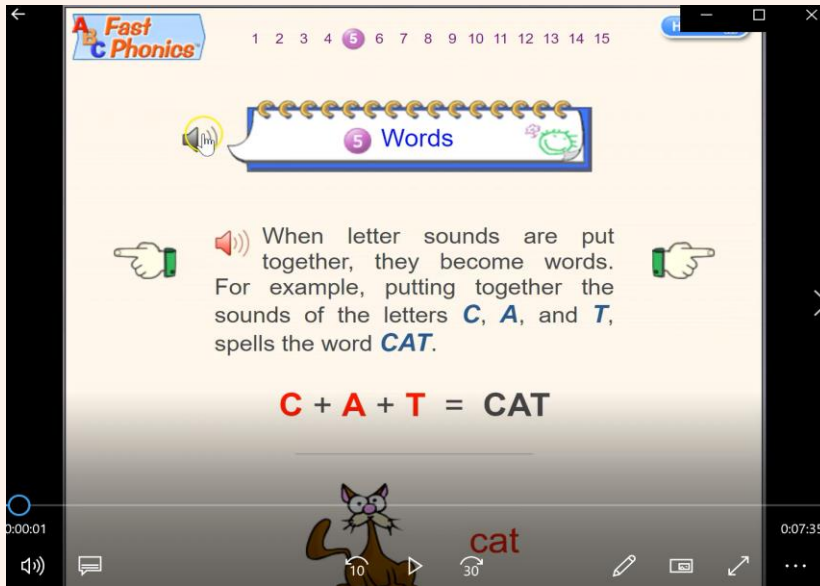 ABC Fast Phonics™
1 2 3 4 5 6 7 8 9 10 11 12 13 14 15
5 Words
When letter sounds are put
together, they become words.
For example, putting together the
sounds of the letters C, A, and T,
spells the word CAT.
C + A + T = CAT
cat
0:00:01
0:07:35
10
30